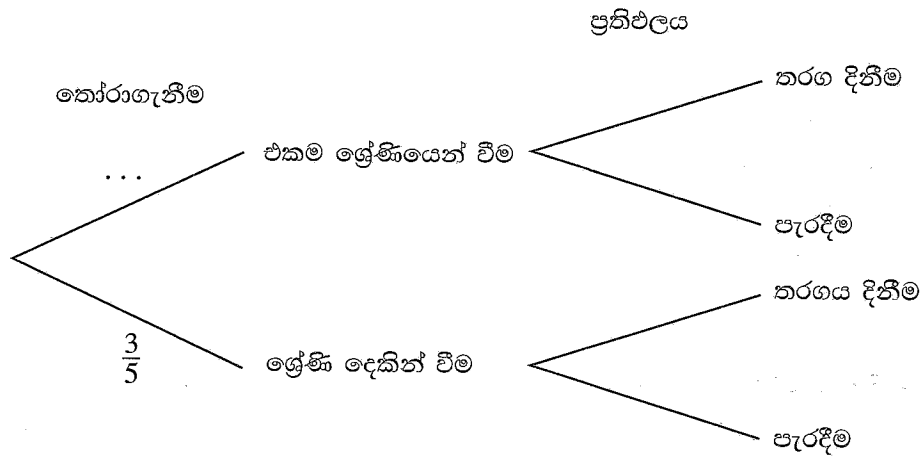 ප්‍රතිඵලය
තෝරාගැනීම
තරග දිනීම
එකම ශ්‍රේණියෙන් වීම
...
පැරදීම
තරගය දිනීම
3/5
ශ්‍රේණි දෙකින් වීම
පැරදීම